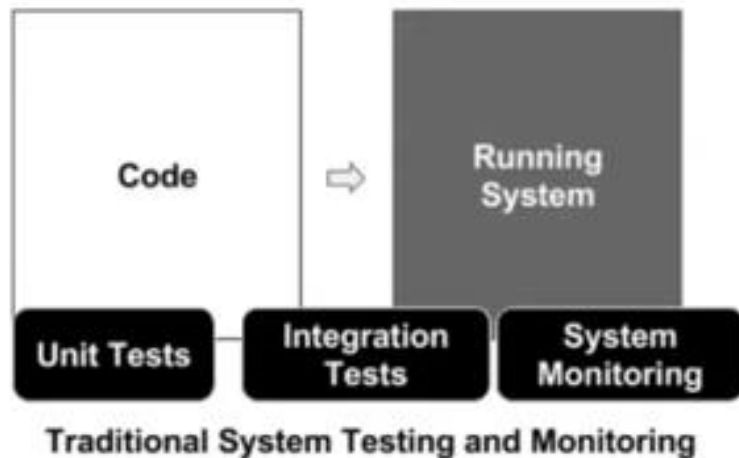 Code
Running
System
Unit Tests
Integration
Tests
System
Monitoring
Traditional System Testing and Monitoring